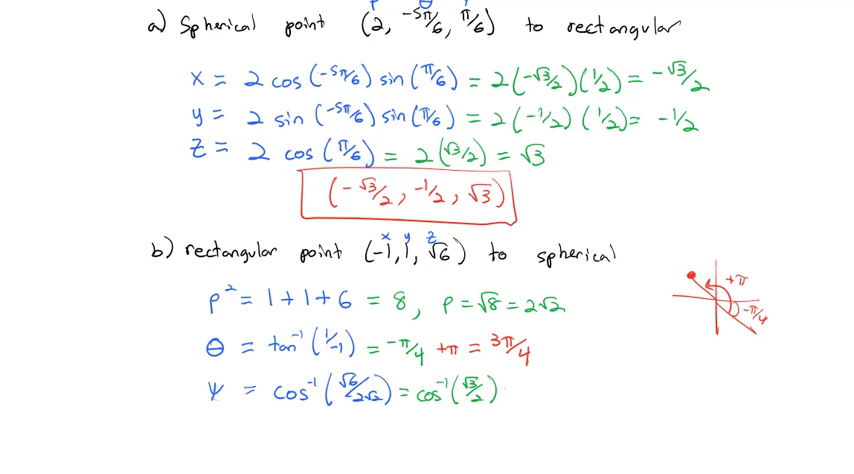 ρ θ φ
a) Spherical point (2, -5π/6, π/6) to rectangular
x = 2 cos(-5π/6) sin(π/6) = 2(-√3/2)(1/2) = -√3/2
y = 2 sin(-5π/6) sin(π/6) = 2(-1/2)(1/2) = -1/2
z = 2 cos(π/6) = 2(√3/2) = √3
(-√3/2, -1/2, √3)
x y z
b) rectangular point (-1, 1, √6) to spherical
ρ² = 1+1+6 = 8, ρ = √8 = 2√2
θ = tan⁻¹(1/-1) = -π/4 +π = 3π/4
ψ = cos⁻¹(√6/2√2) = cos⁻¹(√3/2)
+π
-π/4